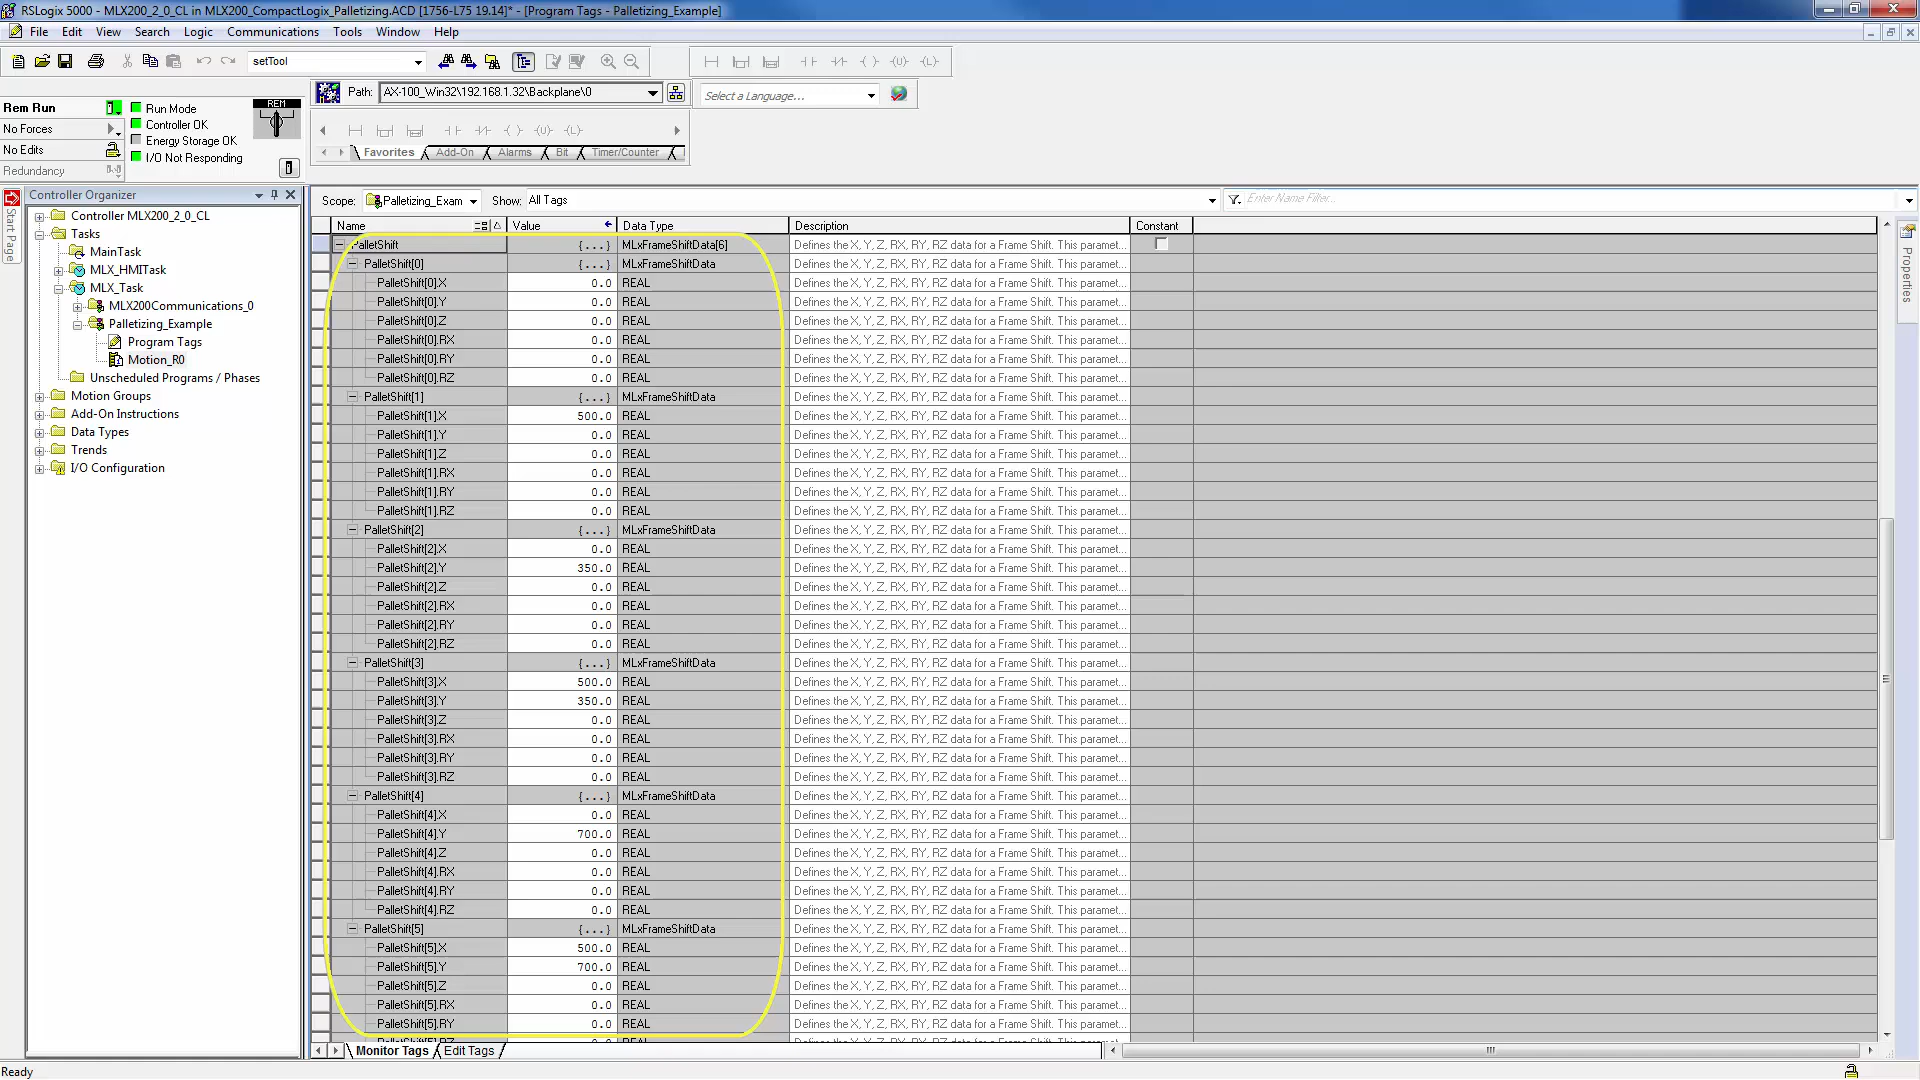 RSLogix 5000 - MLX200_2_0_CL in MLX200_CompactLogix_Palletizing.ACD [1756-L75 19.14]* - [Program Tags - Palletizing_Example]
File Edit View Search Logic Communications Tools Window Help
setTool
Path: AX-100_Win32\192.168.1.32\Backplane\0
Select a Language...
Rem Run
No Forces
No Edits
Redundancy
Run Mode
Controller OK
Energy Storage OK
I/O Not Responding
REM
Favorites Add-On Alarms Bit Timer/Counter
Start Page
Controller Organizer
Controller MLX200_2_0_CL
Tasks
MainTask
MLX_HMITask
MLX_Task
MLX200Communications_0
Palletizing_Example
Program Tags
Motion_R0
Unscheduled Programs / Phases
Motion Groups
Add-On Instructions
Data Types
Trends
I/O Configuration
Scope: Palletizing_Exam Show: All Tags Enter Name Filter...
Name Value Data Type Description Constant
PalletShift {...} MLxFrameShiftData[6] Defines the X, Y, Z, RX, RY, RZ data for a Frame Shift. This paramet...
PalletShift[0] {...} MLxFrameShiftData Defines the X, Y, Z, RX, RY, RZ data for a Frame Shift. This paramet...
PalletShift[0].X 0.0 REAL Defines the X, Y, Z, RX, RY, RZ data for a Frame Shift. This paramet...
PalletShift[0].Y 0.0 REAL Defines the X, Y, Z, RX, RY, RZ data for a Frame Shift. This paramet...
PalletShift[0].Z 0.0 REAL Defines the X, Y, Z, RX, RY, RZ data for a Frame Shift. This paramet...
PalletShift[0].RX 0.0 REAL Defines the X, Y, Z, RX, RY, RZ data for a Frame Shift. This paramet...
PalletShift[0].RY 0.0 REAL Defines the X, Y, Z, RX, RY, RZ data for a Frame Shift. This paramet...
PalletShift[0].RZ 0.0 REAL Defines the X, Y, Z, RX, RY, RZ data for a Frame Shift. This paramet...
PalletShift[1] {...} MLxFrameShiftData Defines the X, Y, Z, RX, RY, RZ data for a Frame Shift. This paramet...
PalletShift[1].X 500.0 REAL Defines the X, Y, Z, RX, RY, RZ data for a Frame Shift. This paramet...
PalletShift[1].Y 0.0 REAL Defines the X, Y, Z, RX, RY, RZ data for a Frame Shift. This paramet...
PalletShift[1].Z 0.0 REAL Defines the X, Y, Z, RX, RY, RZ data for a Frame Shift. This paramet...
PalletShift[1].RX 0.0 REAL Defines the X, Y, Z, RX, RY, RZ data for a Frame Shift. This paramet...
PalletShift[1].RY 0.0 REAL Defines the X, Y, Z, RX, RY, RZ data for a Frame Shift. This paramet...
PalletShift[1].RZ 0.0 REAL Defines the X, Y, Z, RX, RY, RZ data for a Frame Shift. This paramet...
PalletShift[2] {...} MLxFrameShiftData Defines the X, Y, Z, RX, RY, RZ data for a Frame Shift. This paramet...
PalletShift[2].X 0.0 REAL Defines the X, Y, Z, RX, RY, RZ data for a Frame Shift. This paramet...
PalletShift[2].Y 350.0 REAL Defines the X, Y, Z, RX, RY, RZ data for a Frame Shift. This paramet...
PalletShift[2].Z 0.0 REAL Defines the X, Y, Z, RX, RY, RZ data for a Frame Shift. This paramet...
PalletShift[2].RX 0.0 REAL Defines the X, Y, Z, RX, RY, RZ data for a Frame Shift. This paramet...
PalletShift[2].RY 0.0 REAL Defines the X, Y, Z, RX, RY, RZ data for a Frame Shift. This paramet...
PalletShift[2].RZ 0.0 REAL Defines the X, Y, Z, RX, RY, RZ data for a Frame Shift. This paramet...
PalletShift[3] {...} MLxFrameShiftData Defines the X, Y, Z, RX, RY, RZ data for a Frame Shift. This paramet...
PalletShift[3].X 500.0 REAL Defines the X, Y, Z, RX, RY, RZ data for a Frame Shift. This paramet...
PalletShift[3].Y 350.0 REAL Defines the X, Y, Z, RX, RY, RZ data for a Frame Shift. This paramet...
PalletShift[3].Z 0.0 REAL Defines the X, Y, Z, RX, RY, RZ data for a Frame Shift. This paramet...
PalletShift[3].RX 0.0 REAL Defines the X, Y, Z, RX, RY, RZ data for a Frame Shift. This paramet...
PalletShift[3].RY 0.0 REAL Defines the X, Y, Z, RX, RY, RZ data for a Frame Shift. This paramet...
PalletShift[3].RZ 0.0 REAL Defines the X, Y, Z, RX, RY, RZ data for a Frame Shift. This paramet...
PalletShift[4] {...} MLxFrameShiftData Defines the X, Y, Z, RX, RY, RZ data for a Frame Shift. This paramet...
PalletShift[4].X 0.0 REAL Defines the X, Y, Z, RX, RY, RZ data for a Frame Shift. This paramet...
PalletShift[4].Y 700.0 REAL Defines the X, Y, Z, RX, RY, RZ data for a Frame Shift. This paramet...
PalletShift[4].Z 0.0 REAL Defines the X, Y, Z, RX, RY, RZ data for a Frame Shift. This paramet...
PalletShift[4].RX 0.0 REAL Defines the X, Y, Z, RX, RY, RZ data for a Frame Shift. This paramet...
PalletShift[4].RY 0.0 REAL Defines the X, Y, Z, RX, RY, RZ data for a Frame Shift. This paramet...
PalletShift[4].RZ 0.0 REAL Defines the X, Y, Z, RX, RY, RZ data for a Frame Shift. This paramet...
PalletShift[5] {...} MLxFrameShiftData Defines the X, Y, Z, RX, RY, RZ data for a Frame Shift. This paramet...
PalletShift[5].X 500.0 REAL Defines the X, Y, Z, RX, RY, RZ data for a Frame Shift. This paramet...
PalletShift[5].Y 700.0 REAL Defines the X, Y, Z, RX, RY, RZ data for a Frame Shift. This paramet...
PalletShift[5].Z 0.0 REAL Defines the X, Y, Z, RX, RY, RZ data for a Frame Shift. This paramet...
PalletShift[5].RX 0.0 REAL Defines the X, Y, Z, RX, RY, RZ data for a Frame Shift. This paramet...
PalletShift[5].RY 0.0 REAL Defines the X, Y, Z, RX, RY, RZ data for a Frame Shift. This paramet...
Monitor Tags Edit Tags
Properties
Ready